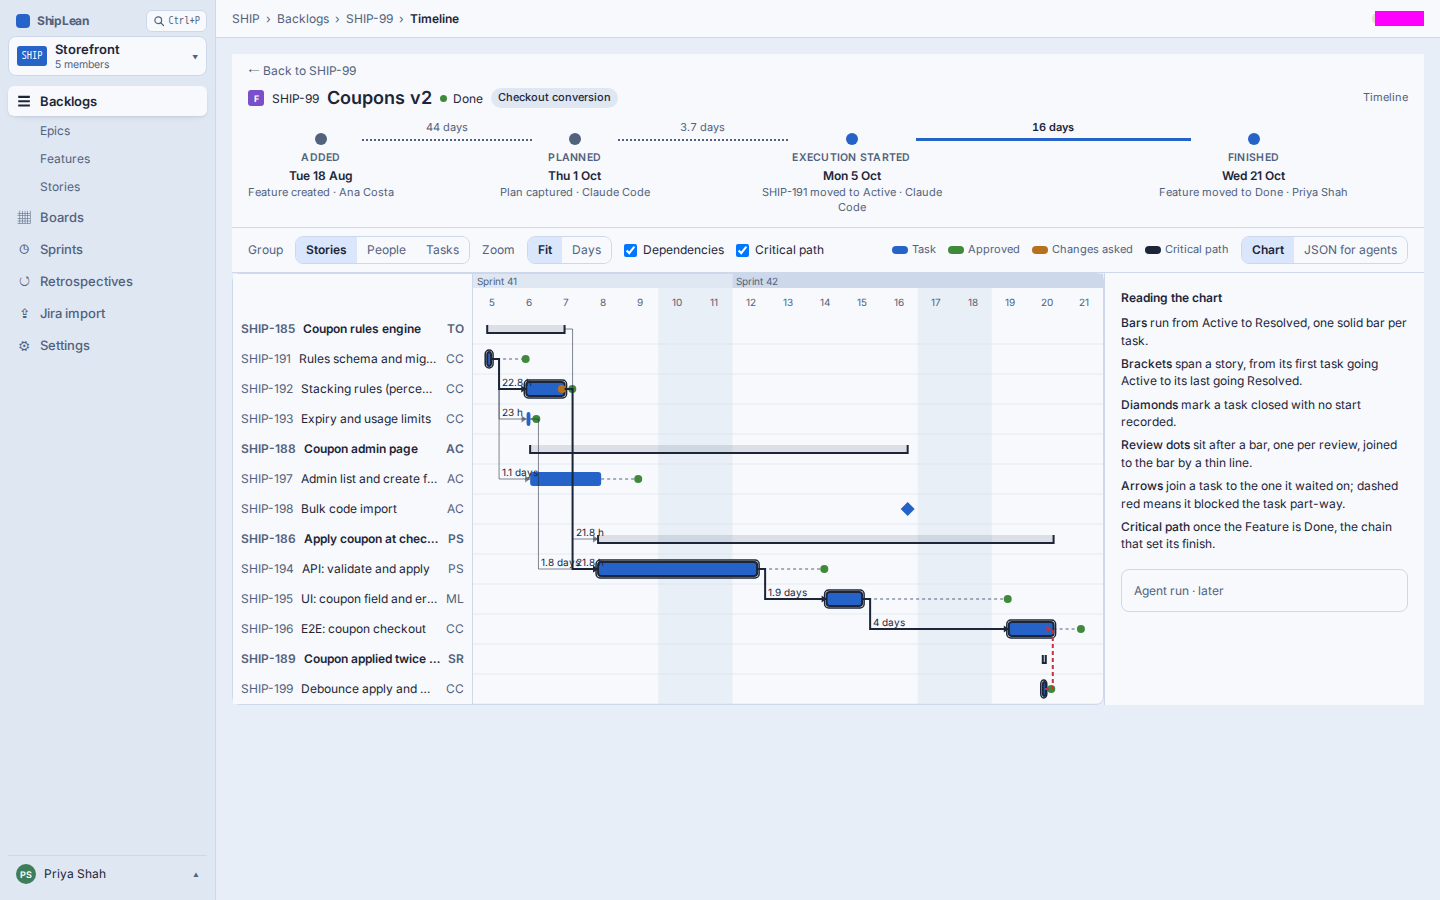 ShipLean
Ctrl+P
SHIP
Storefront
5 members
Backlogs
Epics
Features
Stories
Boards
Sprints
Retrospectives
Jira import
Settings
PS Priya Shah
SHIP › Backlogs › SHIP-99 › Timeline
← Back to SHIP-99
F SHIP-99 Coupons v2 Done Checkout conversion
Timeline
44 days 3.7 days 16 days
ADDED PLANNED EXECUTION STARTED FINISHED
Tue 18 Aug Thu 1 Oct Mon 5 Oct Wed 21 Oct
Feature created · Ana Costa Plan captured · Claude Code SHIP-191 moved to Active · Claude Code Feature moved to Done · Priya Shah
Group Stories People Tasks Zoom Fit Days Dependencies Critical path
Task Approved Changes asked Critical path Chart JSON for agents
Sprint 41 Sprint 42
5 6 7 8 9 10 11 12 13 14 15 16 17 18 19 20 21
SHIP-185 Coupon rules engine TO
SHIP-191 Rules schema and mig... CC
SHIP-192 Stacking rules (perce... CC
22.8
SHIP-193 Expiry and usage limits CC
23 h
SHIP-188 Coupon admin page AC
SHIP-197 Admin list and create f... AC
1.1 days
SHIP-198 Bulk code import AC
SHIP-186 Apply coupon at chec... PS
21.8 h
SHIP-194 API: validate and apply PS
1.8 days 21.8
SHIP-195 UI: coupon field and er... ML
1.9 days
SHIP-196 E2E: coupon checkout CC
4 days
SHIP-189 Coupon applied twice ... SR
SHIP-199 Debounce apply and ... CC
Reading the chart
Bars run from Active to Resolved, one solid bar per
task.
Brackets span a story, from its first task going
Active to its last going Resolved.
Diamonds mark a task closed with no start
recorded.
Review dots sit after a bar, one per review, joined
to the bar by a thin line.
Arrows join a task to the one it waited on; dashed
red means it blocked the task part-way.
Critical path once the Feature is Done, the chain
that set its finish.
Agent run · later